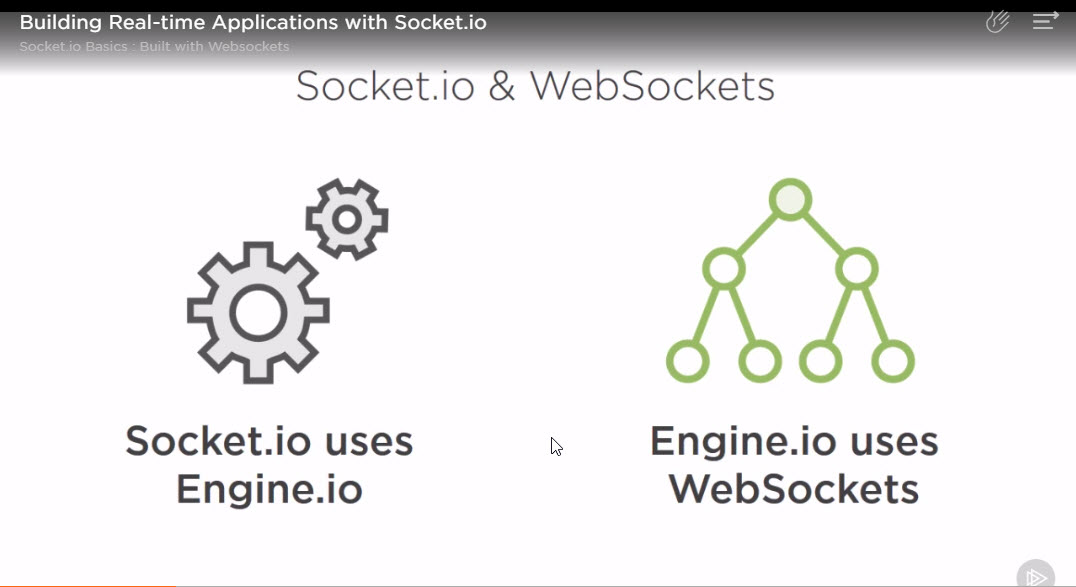 Building Real-time Applications with Socket.io
Socket.io Basics : Built with Websockets
Socket.io & WebSockets
Socket.io uses
Engine.io
Engine.io uses
WebSockets